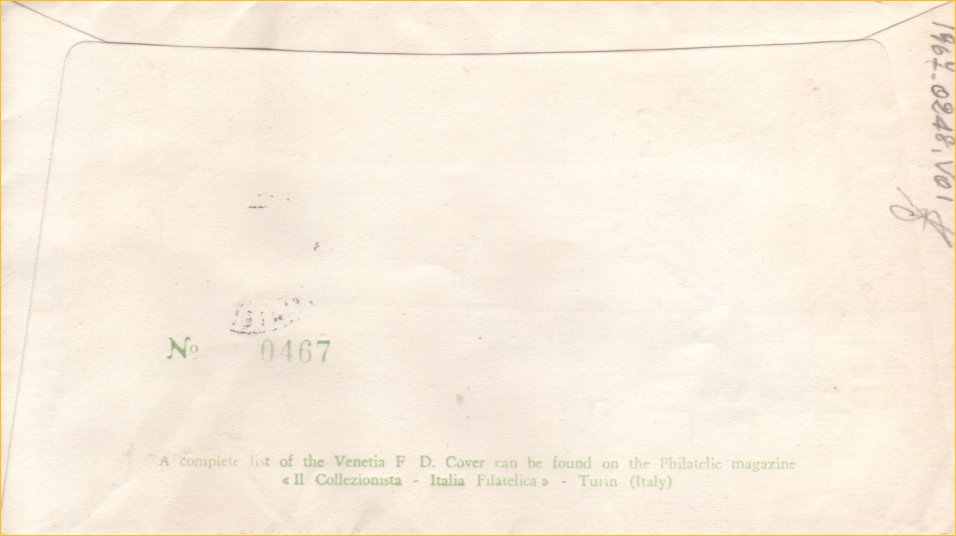 1967-0248.V01
Nº 0467
A complete list of the Venetia F D. Cover can be found on the Philatelic magazine
« Il Collezionista - Italia Filatelica » - Turin (Italy)